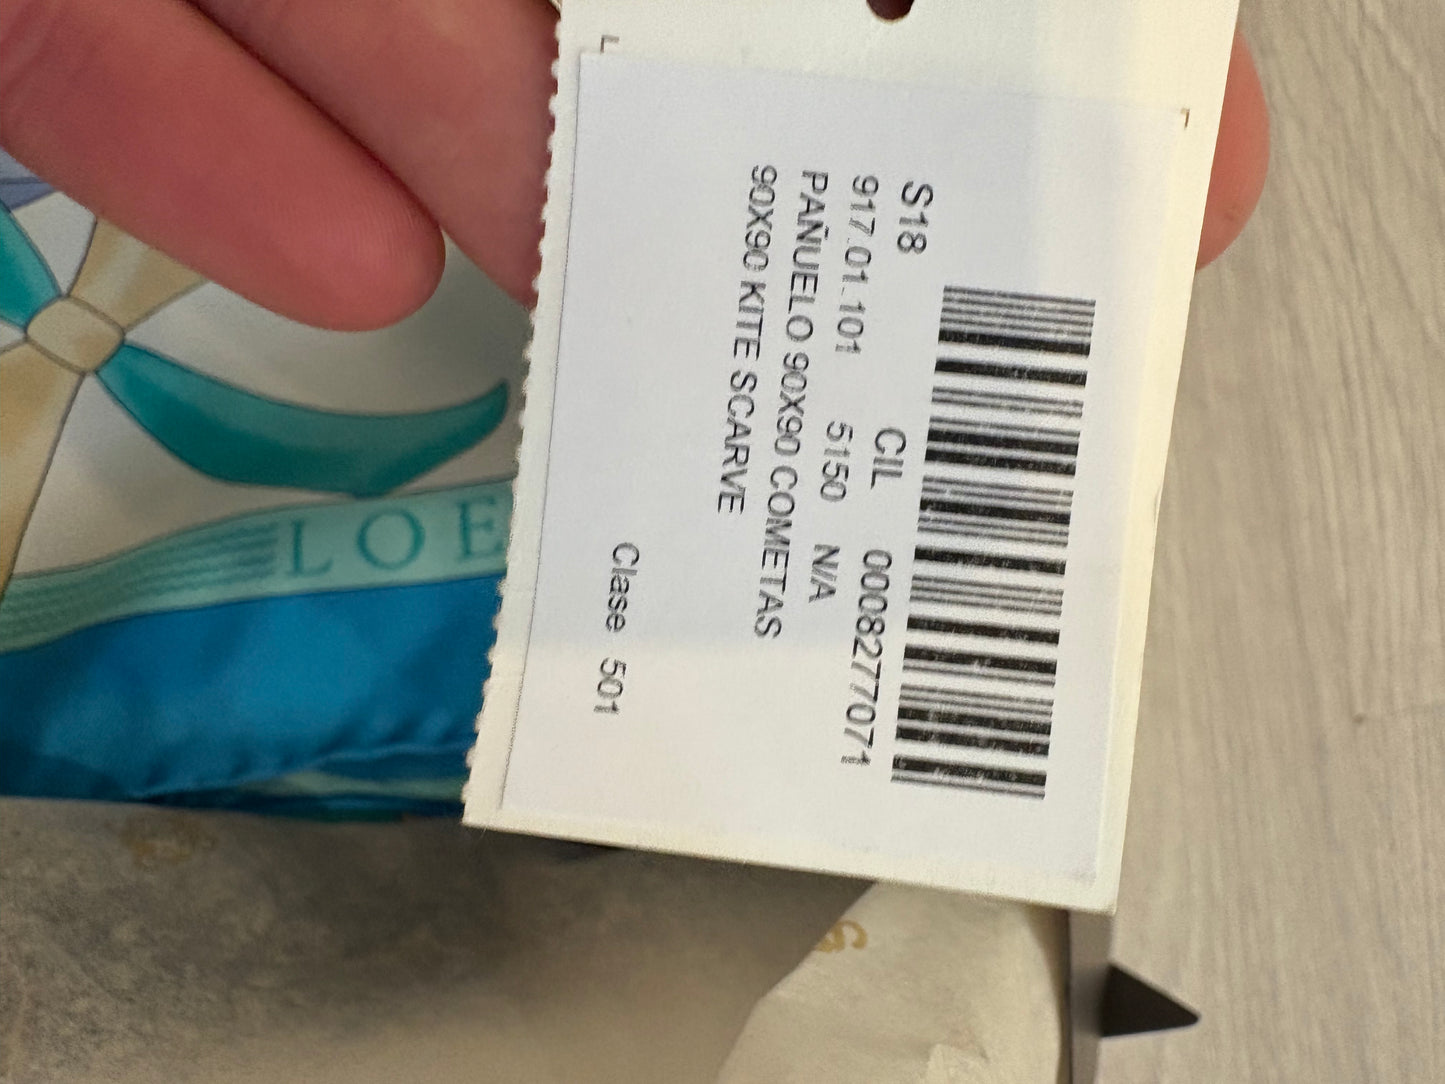 S18 CIL 0008277071
917.01.101 5150 N/A
PAÑUELO 90X90 COMETAS
90X90 KITE SCARVE
Clase 501
LOE